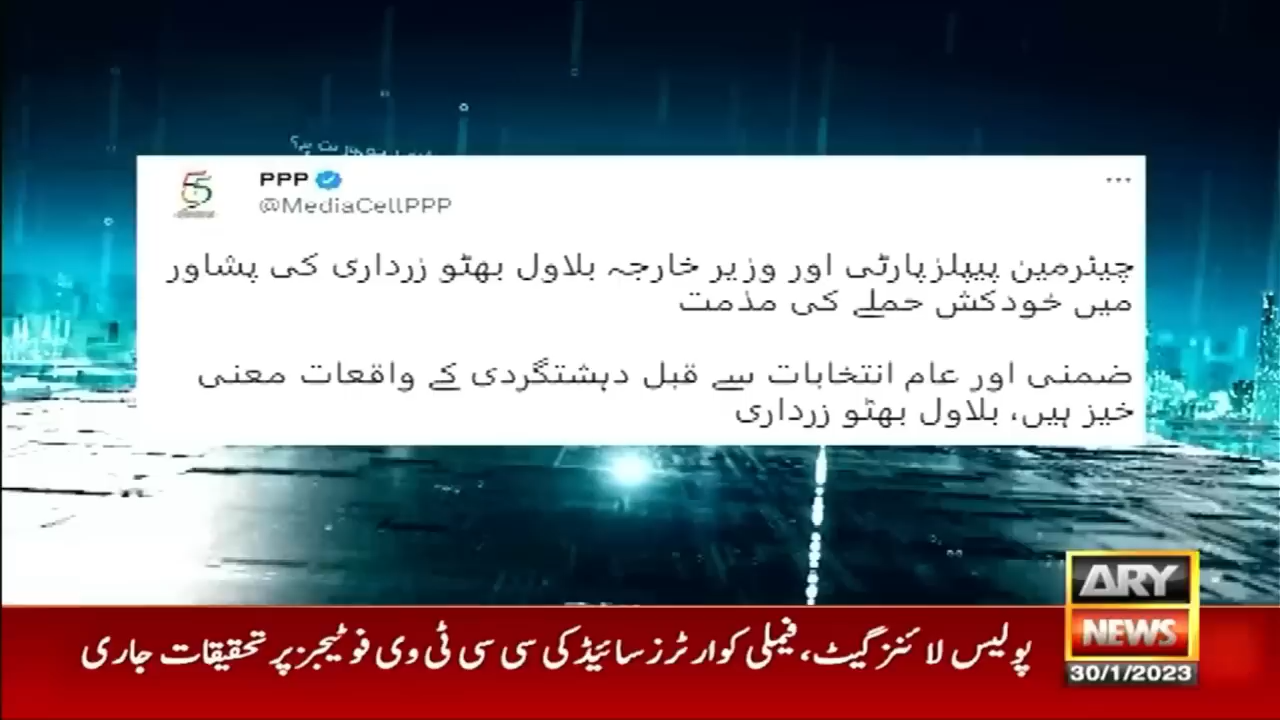 PPP
@MediaCellPPP
چیئرمین پیپلزپارٹی اور وزیر خارجہ بلاول بھٹو زرداری کی پشاور
میں خودکش حملے کی مذمت
ضمنی اور عام انتخابات سے قبل دہشتگردی کے واقعات معنی
خیز ہیں، بلاول بھٹو زرداری
ARY
NEWS
30/1/2023
پولیس لائنز گیٹ، فیملی کوارٹرز سائیڈ کی سی سی ٹی وی فوٹیجز پر تحقیقات جاری